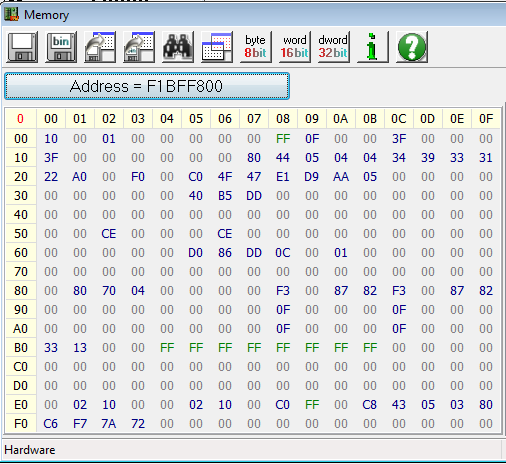 Memory
bin byte 8bit word 16bit dword 32bit i ?
Address = F1BFF800
0 00 01 02 03 04 05 06 07 08 09 0A 0B 0C 0D 0E 0F
00 10 00 01 00 00 00 00 00 FF 0F 00 00 3F 00 00 00
10 3F 00 00 00 00 00 00 80 44 05 04 04 34 39 33 31
20 22 A0 00 F0 00 C0 4F 47 E1 D9 AA 05 00 00 00 00
30 00 00 00 00 00 40 B5 DD 00 00 00 00 00 00 00 00
40 00 00 00 00 00 00 00 00 00 00 00 00 00 00 00 00
50 00 00 CE 00 00 00 CE 00 00 00 00 00 00 00 00 00
60 00 00 00 00 00 D0 86 DD 0C 00 01 00 00 00 00 00
70 00 00 00 00 00 00 00 00 00 00 00 00 00 00 00 00
80 00 80 70 04 00 00 00 00 F3 00 87 82 F3 00 87 82
90 00 00 00 00 00 00 00 00 0F 00 00 00 0F 00 00 00
A0 00 00 00 00 00 00 00 00 0F 00 00 00 0F 00 00 00
B0 33 13 00 00 FF FF FF FF FF FF FF FF 00 00 00 00
C0 00 00 00 00 00 00 00 00 00 00 00 00 00 00 00 00
D0 00 00 00 00 00 00 00 00 00 00 00 00 00 00 00 00
E0 00 02 10 00 00 02 10 00 C0 FF 00 C8 43 05 03 80
F0 C6 F7 7A 72 00 00 00 00 00 00 00 00 00 00 00 00
Hardware